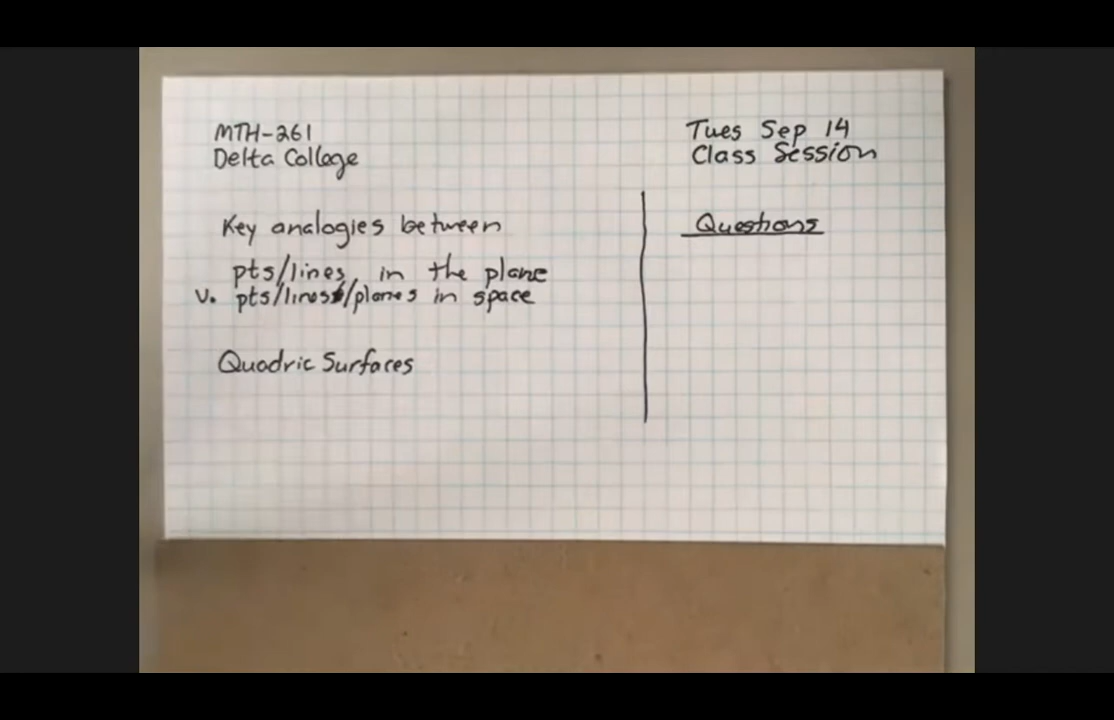 MTH-261
Delta College
Tues Sep 14
Class Session
Key analogies between
pts/lines in the plane
v. pts/lines/planes in space
Quadric Surfaces
Questions